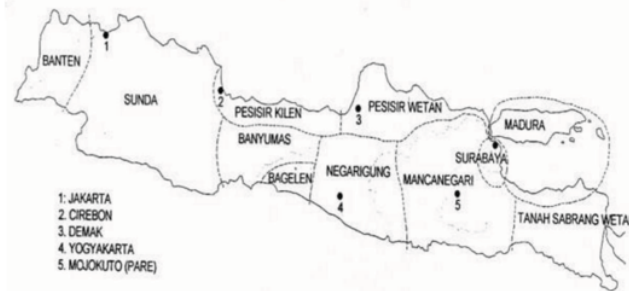 BANTEN
1
SUNDA
2
PESISIR KILEN
3
PESISIR WETAN
MADURA
BANYUMAS
SURABAYA
BAGELEN
NEGARIGUNG
MANCANEGARI
4
5
TANAH SABRANG WETA
1: JAKARTA
2: CIREBON
3: DEMAK
4: YOGYAKARTA
5: MOJOKUTO (PARE)